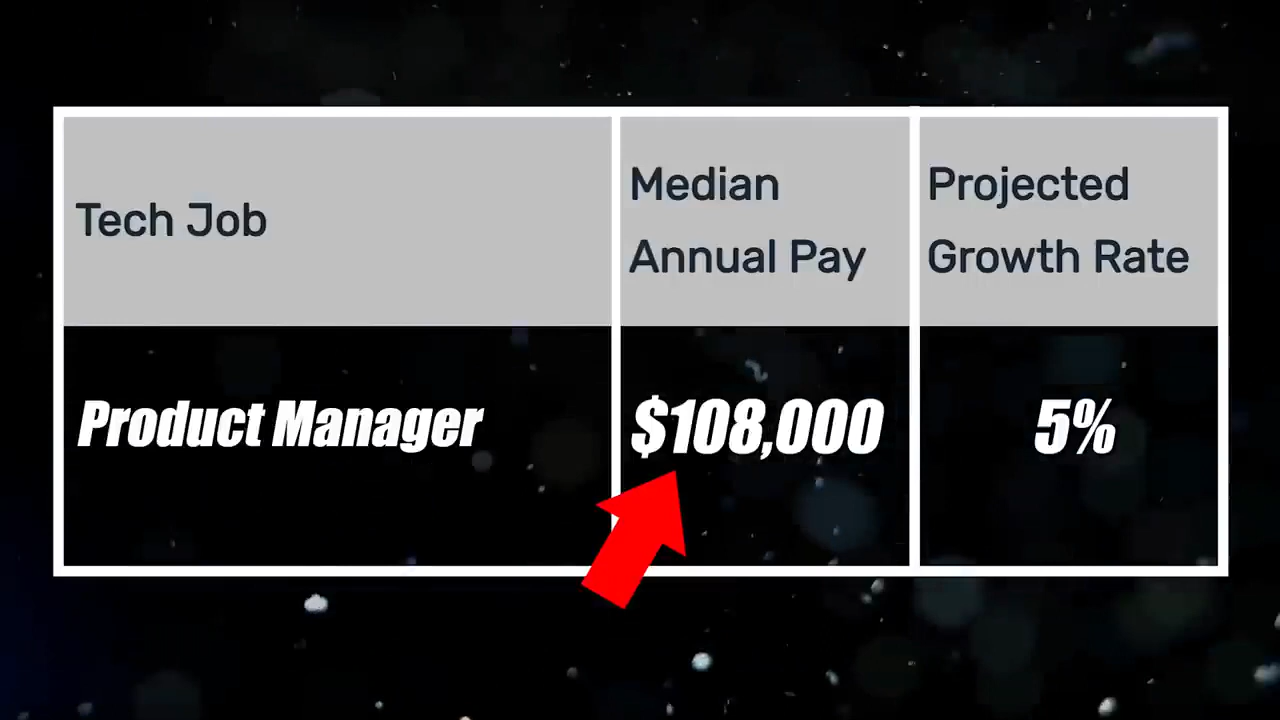 Tech Job
Median
Annual Pay
Projected
Growth Rate
Product Manager
$108,000
5%